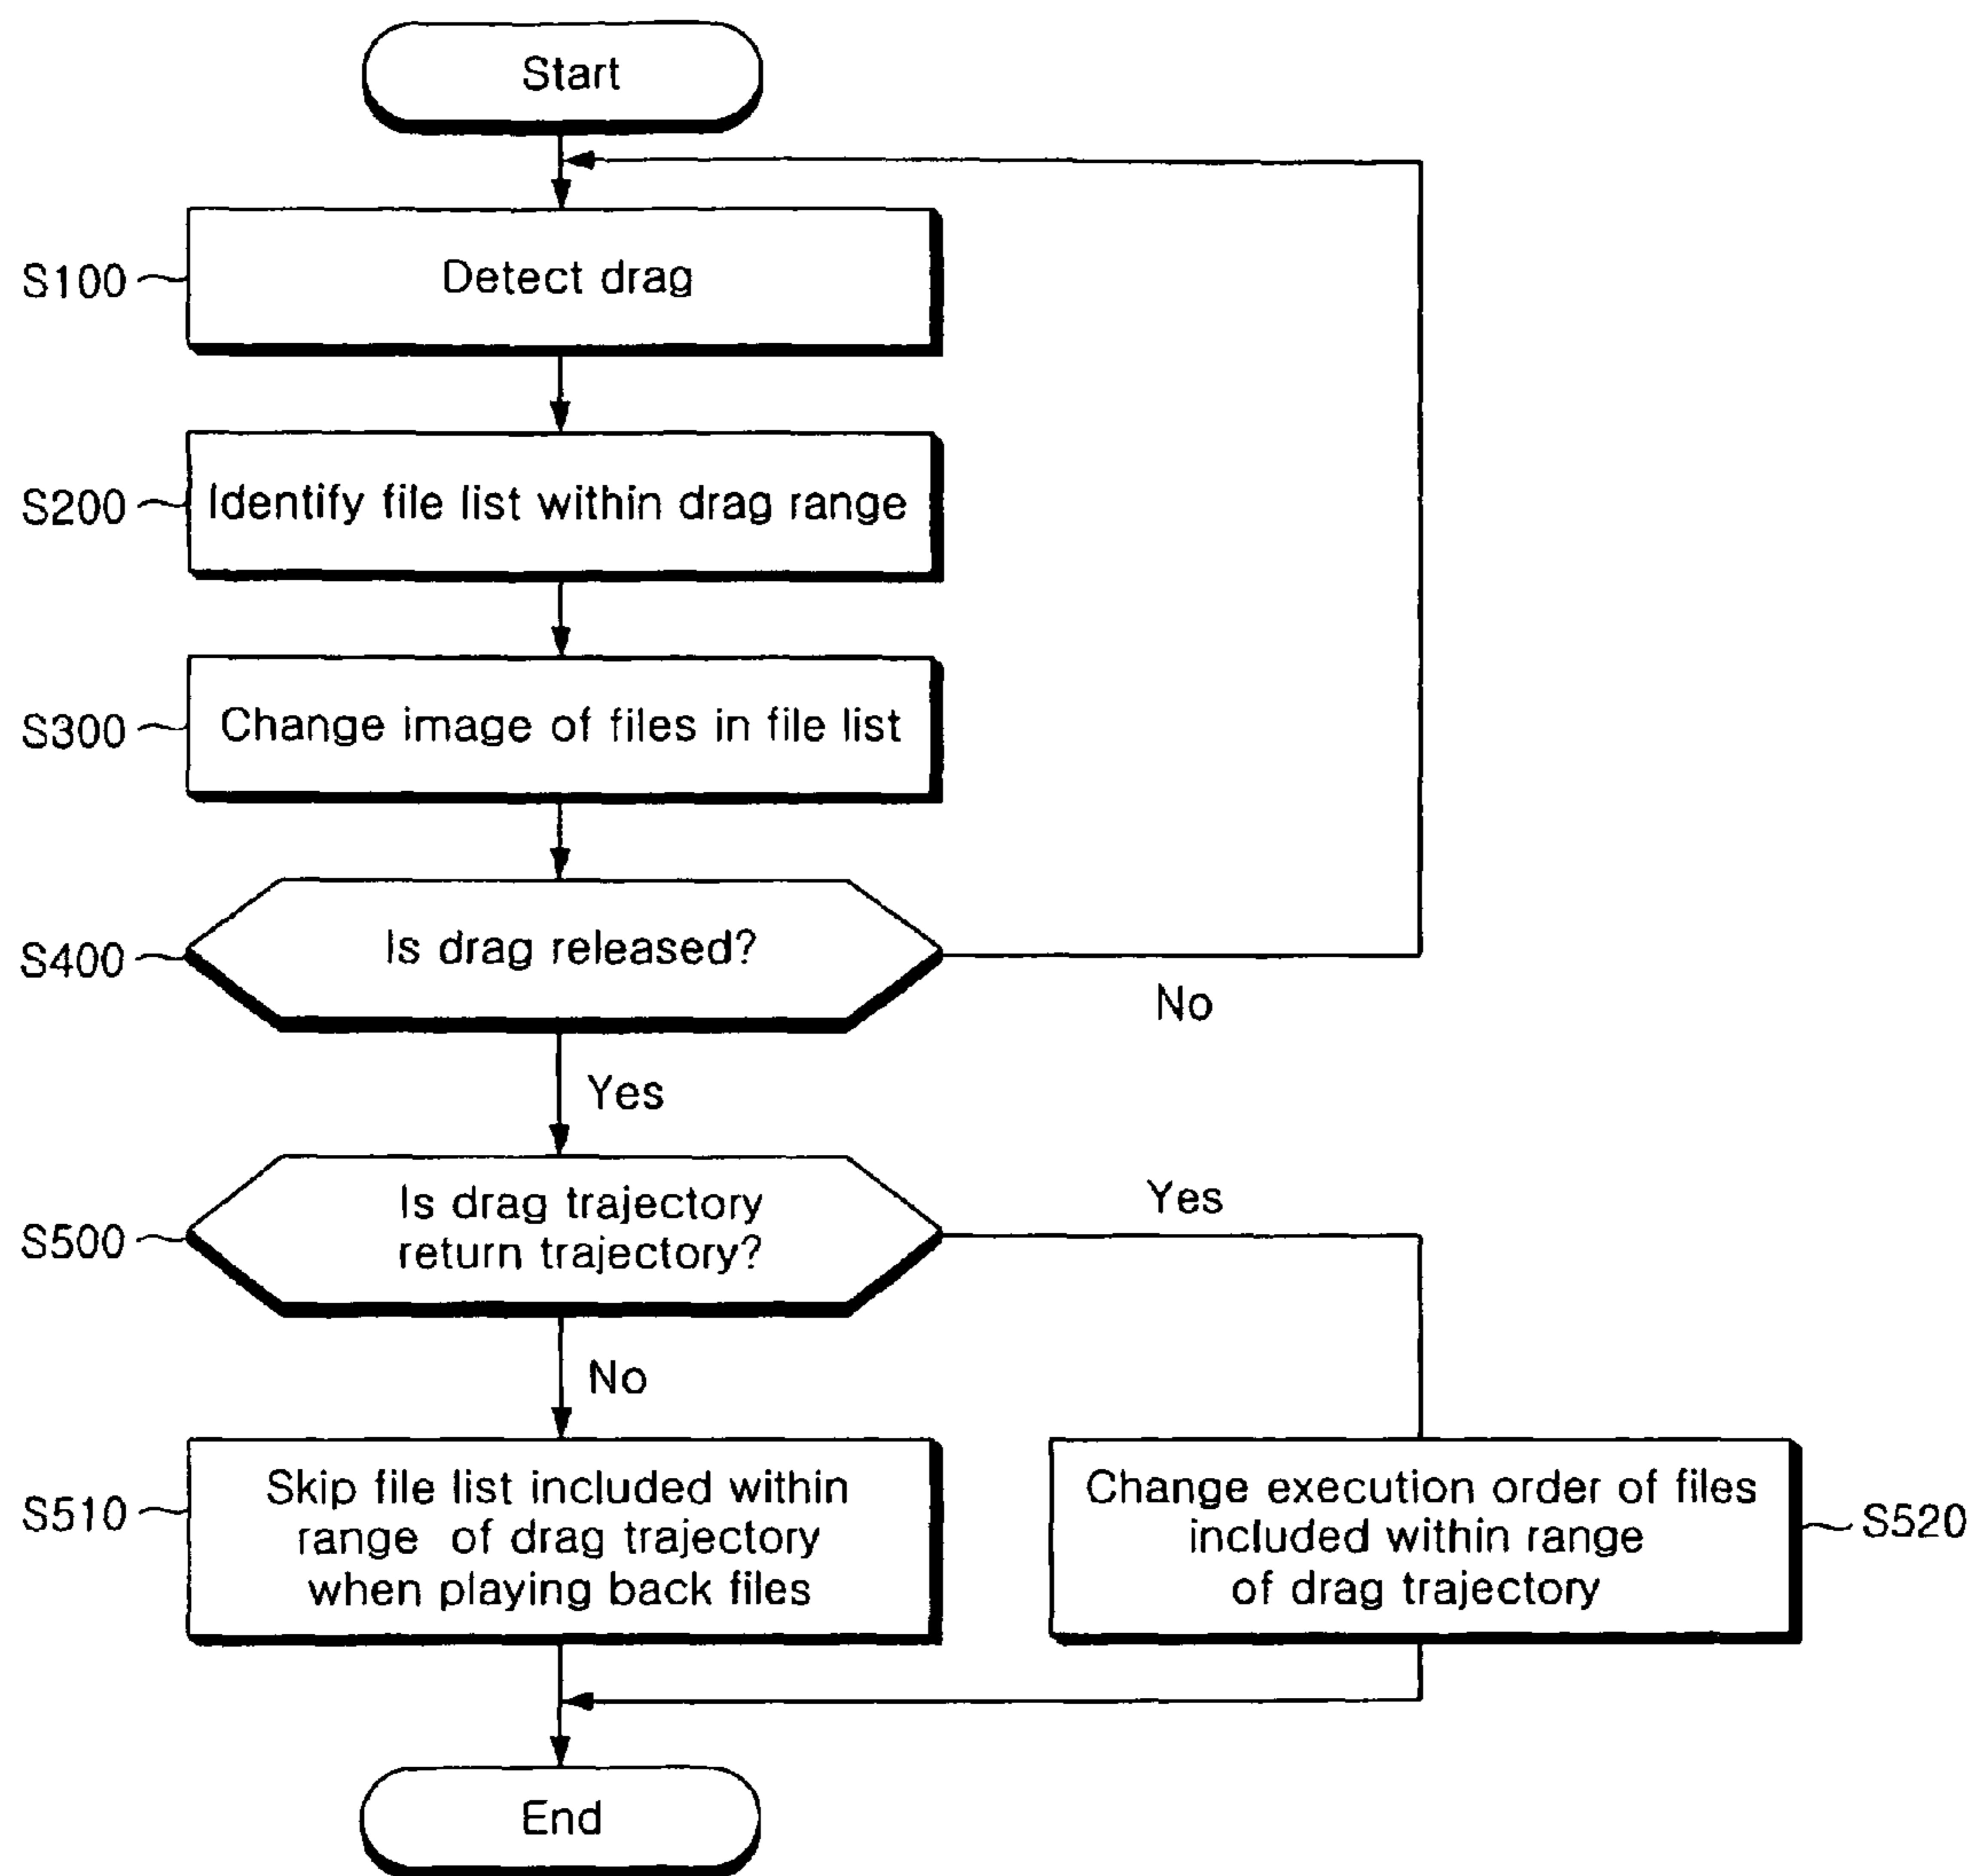 Start
S100
Detect drag
S200
Identify file list within drag range
S300
Change image of files in file list
S400
Is drag released?
No
Yes
S500
Is drag trajectory
return trajectory?
Yes
No
S510
Skip file list included within
range of drag trajectory
when playing back files
Change execution order of files
included within range
of drag trajectory
S520
End